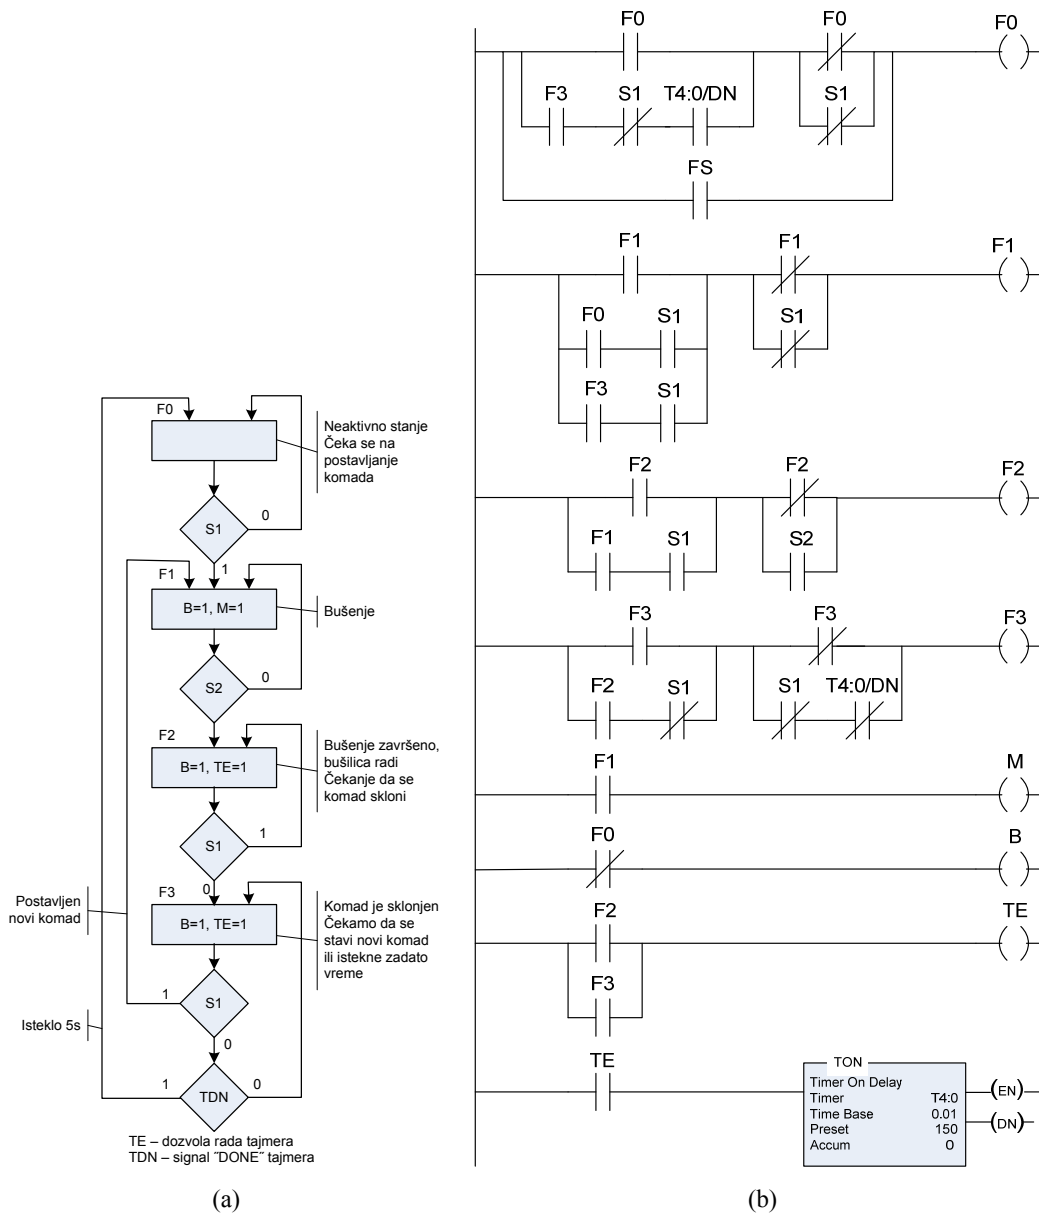 F0
Neaktivno stanje
Čeka se na
postavljanje
komada
S1
0
1
F1
B=1, M=1
Bušenje
S2
0
F2
B=1, TE=1
Bušenje završeno,
bušilica radi
Čekanje da se
komad skloni
S1
1
0
F3
B=1, TE=1
Komad je sklonjen
Čekamo da se
stavi novi komad
ili istekne zadato
vreme
Postavljen
novi komad
S1
1
0
Isteklo 5s
TDN
1
0
TE – dozvola rada tajmera
TDN – signal ˝DONE˝ tajmera
(a)
F0 F0 F0
F3 S1 T4:0/DN S1
FS
F1 F1 F1
F0 S1 S1
F3 S1
F2 F2 F2
F1 S1 S2
F3 F3 F3
F2 S1 S1 T4:0/DN
F1 M
F0 B
F2 TE
F3
TE
TON
Timer On Delay
Timer T4:0
Time Base 0.01
Preset 150
Accum 0
(EN)
(DN)
(b)